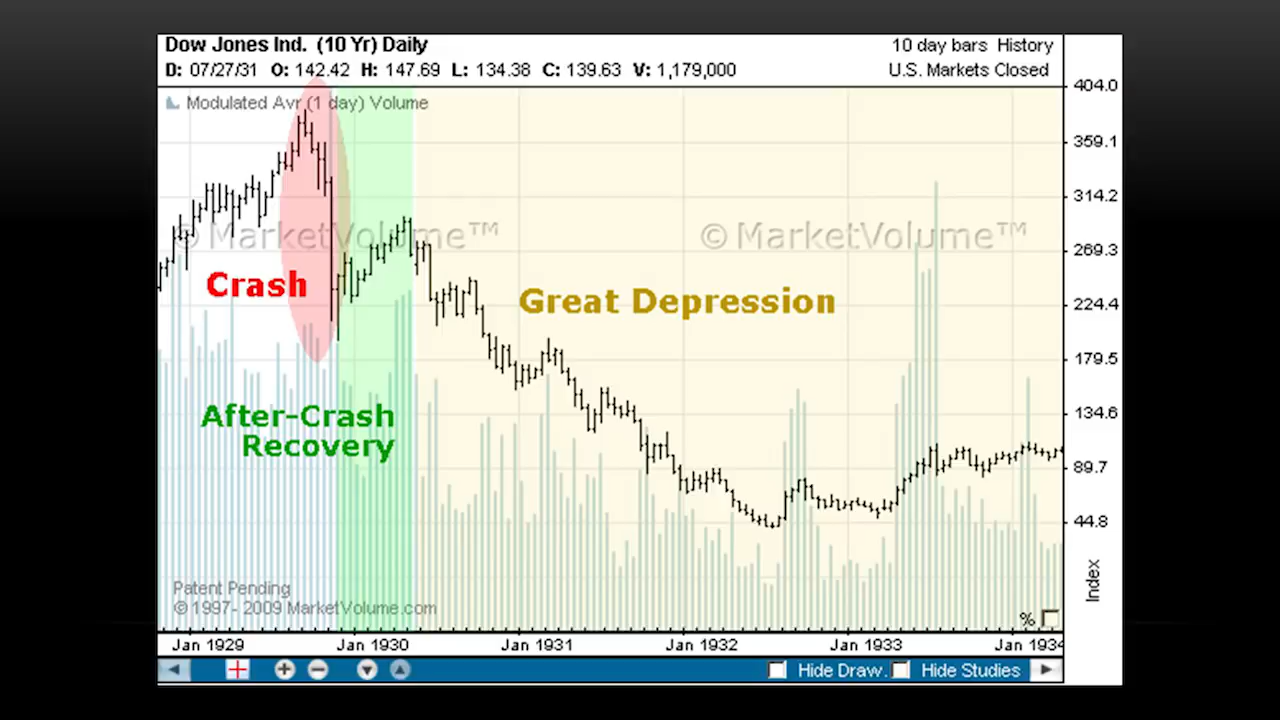 Dow Jones Ind. (10 Yr) Daily
10 day bars History
D: 07/27/31 O: 142.42 H: 147.69 L: 134.38 C: 139.63 V: 1,179,000
U.S. Markets Closed
Modulated Avr (1 day) Volume
404.0
359.1
314.2
269.3
224.4
179.5
134.6
89.7
44.8
Index
© MarketVolume™
© MarketVolume™
Crash
Great Depression
After-Crash
Recovery
Patent Pending
© 1997- 2009 MarketVolume.com
%
Jan 1929
Jan 1930
Jan 1931
Jan 1932
Jan 1933
Jan 1934
Hide Draw.
Hide Studies